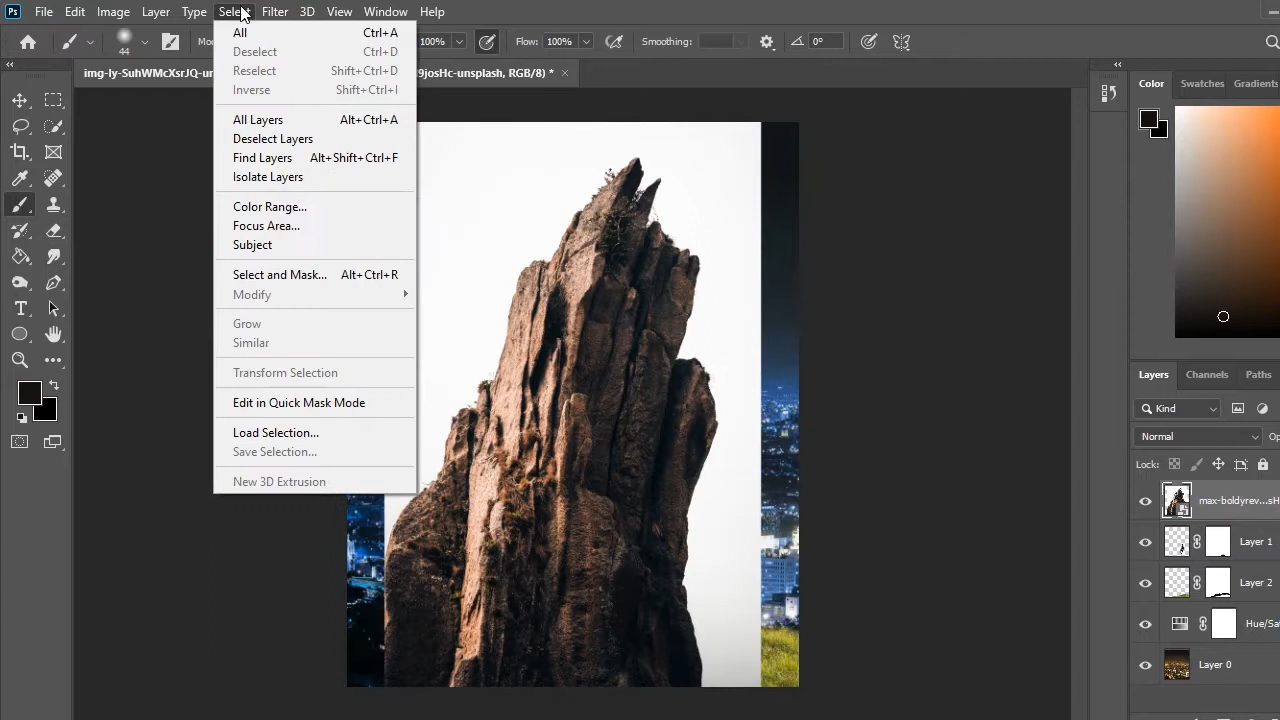 Ps File Edit Image Layer Type Select Filter 3D View Window Help
44 100% Flow: 100% Smoothing: 0°
img-ly-SuhWMcXsrJQ-un 9josHc-unsplash, RGB/8) *
All Ctrl+A
Deselect Ctrl+D
Reselect Shift+Ctrl+D
Inverse Shift+Ctrl+I
All Layers Alt+Ctrl+A
Deselect Layers
Find Layers Alt+Shift+Ctrl+F
Isolate Layers
Color Range...
Focus Area...
Subject
Select and Mask... Alt+Ctrl+R
Modify
Grow
Similar
Transform Selection
Edit in Quick Mask Mode
Load Selection...
Save Selection...
New 3D Extrusion
Color Swatches Gradients
Layers Channels Paths
Kind
Normal
Lock:
max-boldyrev...sH
Layer 1
Layer 2
Hue/Sa
Layer 0